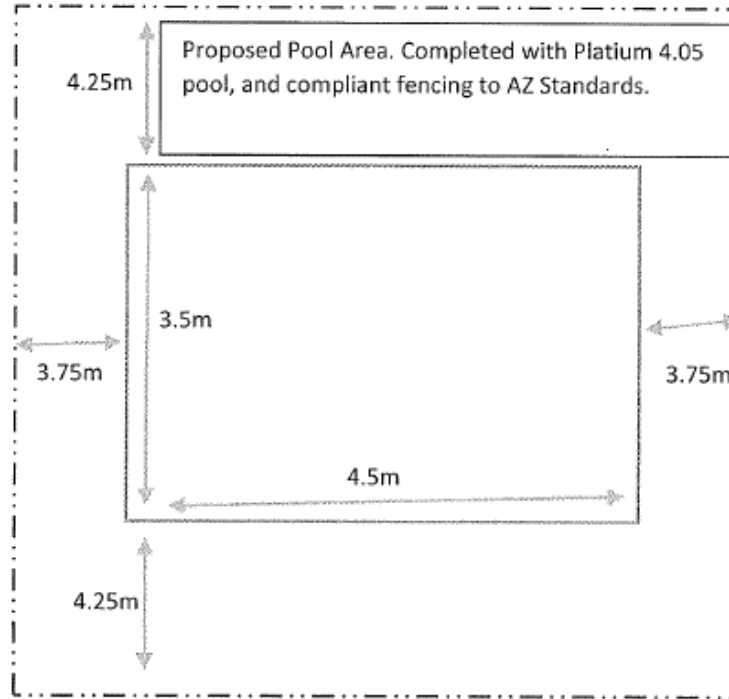 Proposed Pool Area. Completed with Platium 4.05
pool, and compliant fencing to AZ Standards.
4.25m
3.5m
3.75m
3.75m
4.5m
4.25m